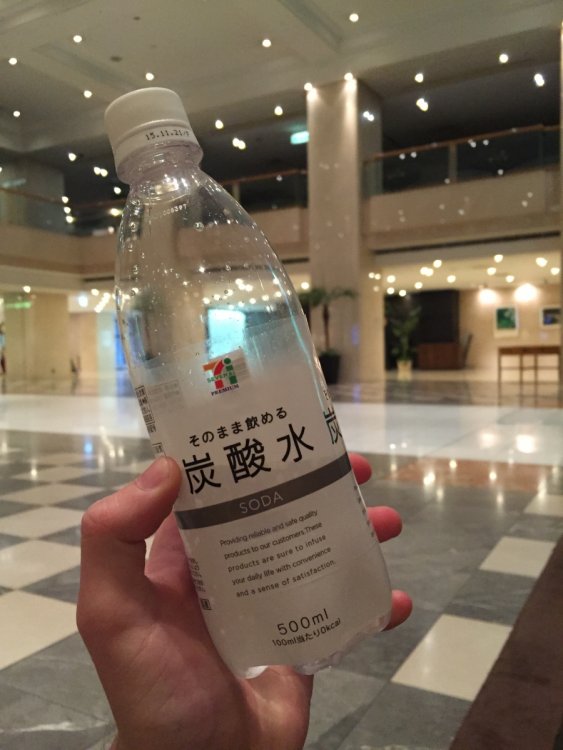 15.11.21/T
7
SEVEN&i
PREMIUM
そのまま飲める
炭酸水
炭
SODA
Providing reliable and safe quality
products to our customers.These
products are sure to infuse
your daily life with convenience
and a sense of satisfaction.
500ml
100ml当たり0kcal